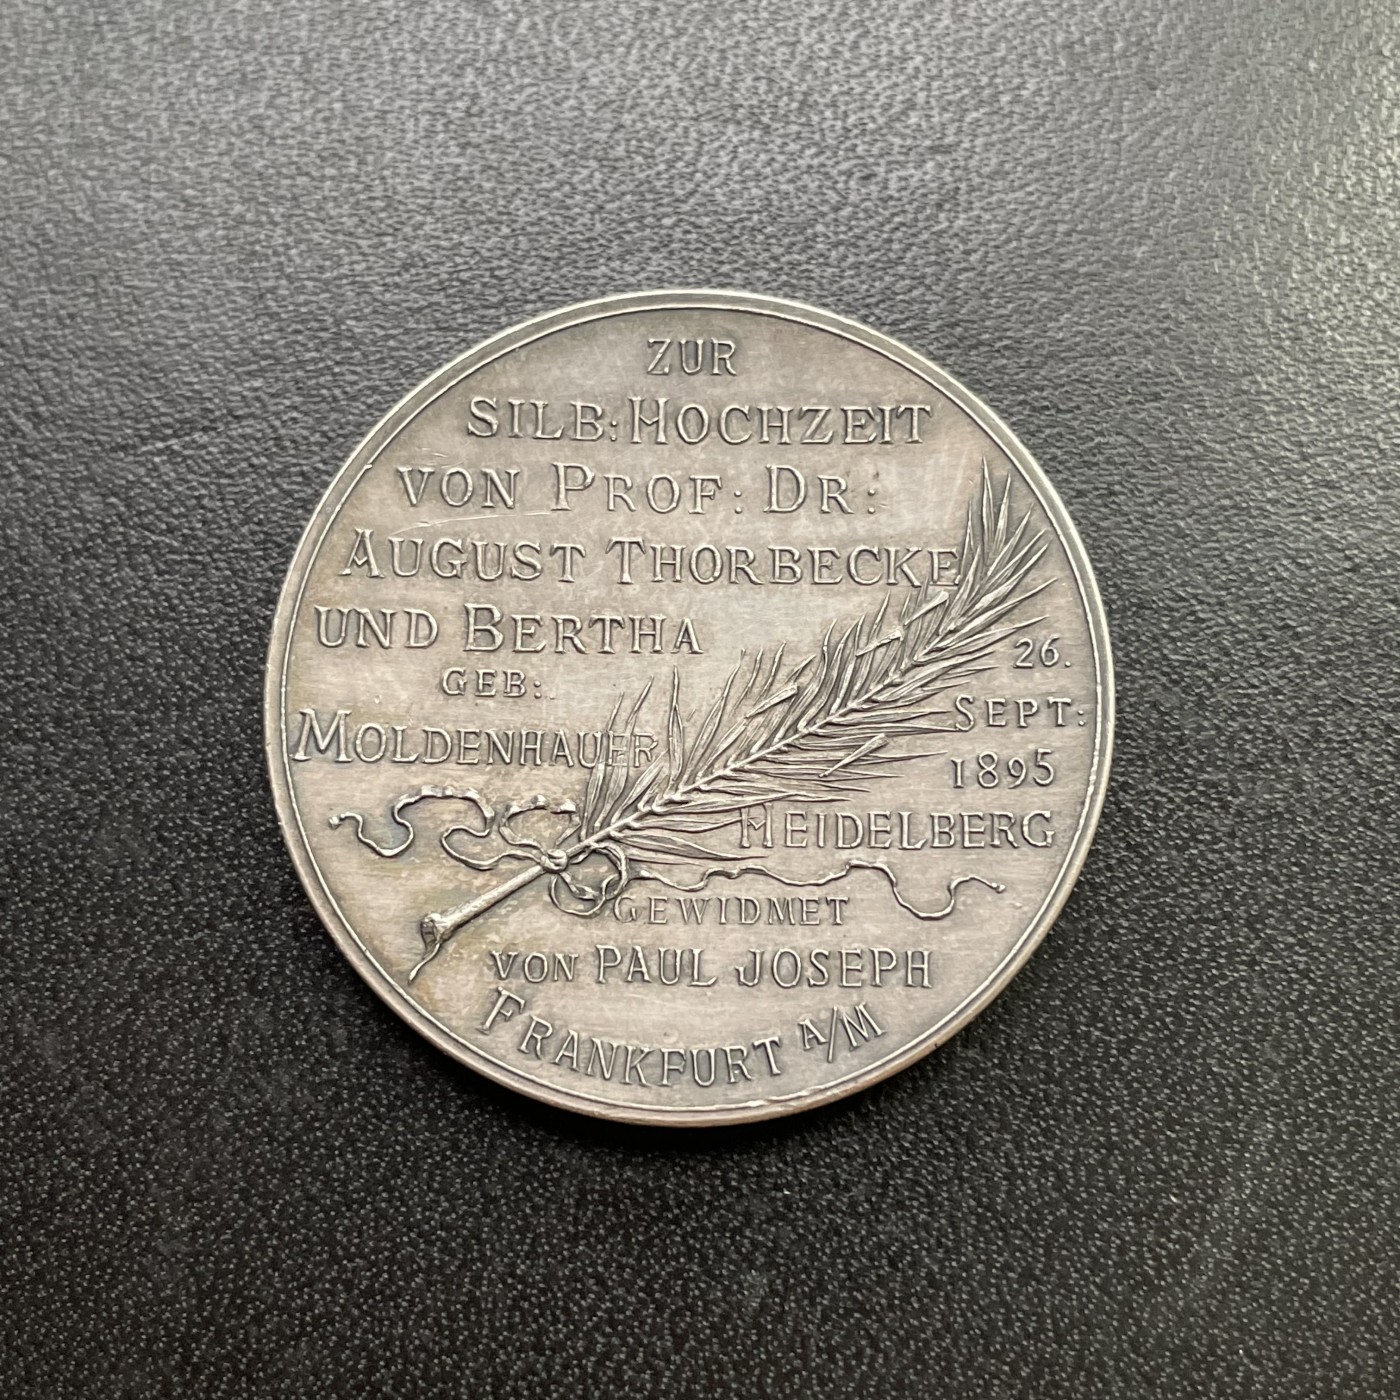 ZUR
SILB: HOCHZEIT
VON PROF: DR:
AUGUST THORBECKE
UND BERTHA
GEB:
MOLDENHAUER
26.
SEPT:
1895
HEIDELBERG
GEWIDMET
VON PAUL JOSEPH
FRANKFURT A/M